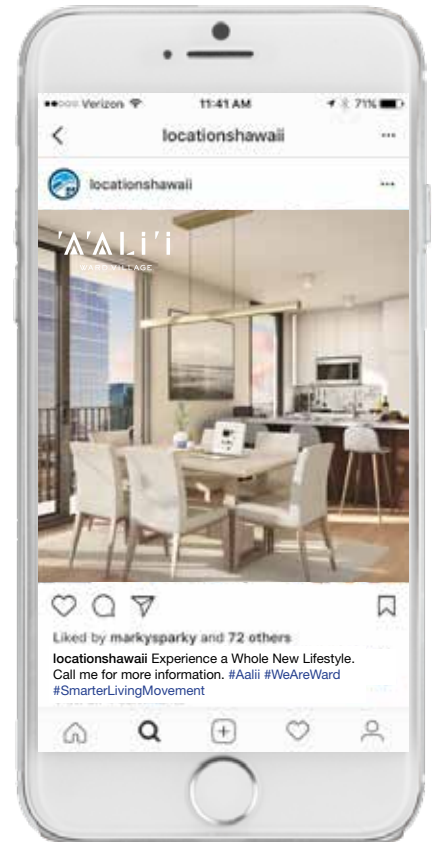 Verizon 11:41 AM 71%
locationshawaii
locationshawaii
'A'ALI'I
WARD VILLAGE
Liked by markysparky and 72 others
locationshawaii Experience a Whole New Lifestyle.
Call me for more information. #Aalii #WeAreWard
#SmarterLivingMovement